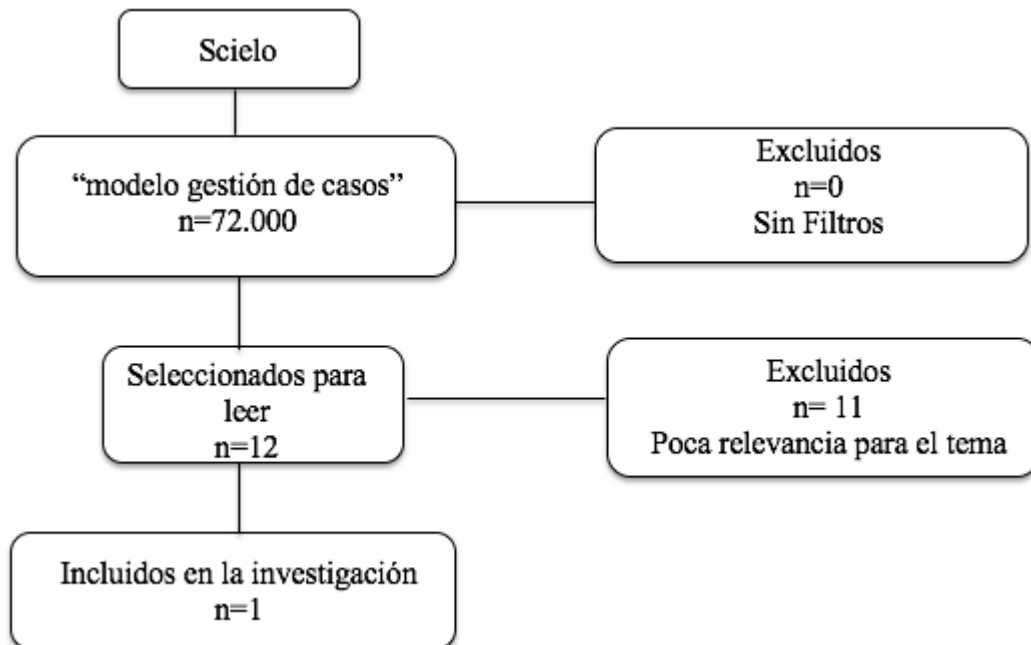 Scielo
“modelo gestión de casos”
n=72.000
Excluidos
n=0
Sin Filtros
Seleccionados para
leer
n=12
Excluidos
n= 11
Poca relevancia para el tema
Incluidos en la investigación
n=1